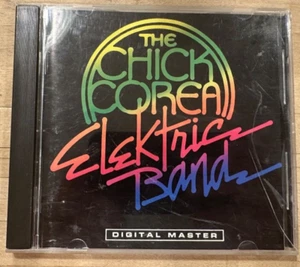 THE
CHICK
COREA
Elektric
Band
DIGITAL MASTER